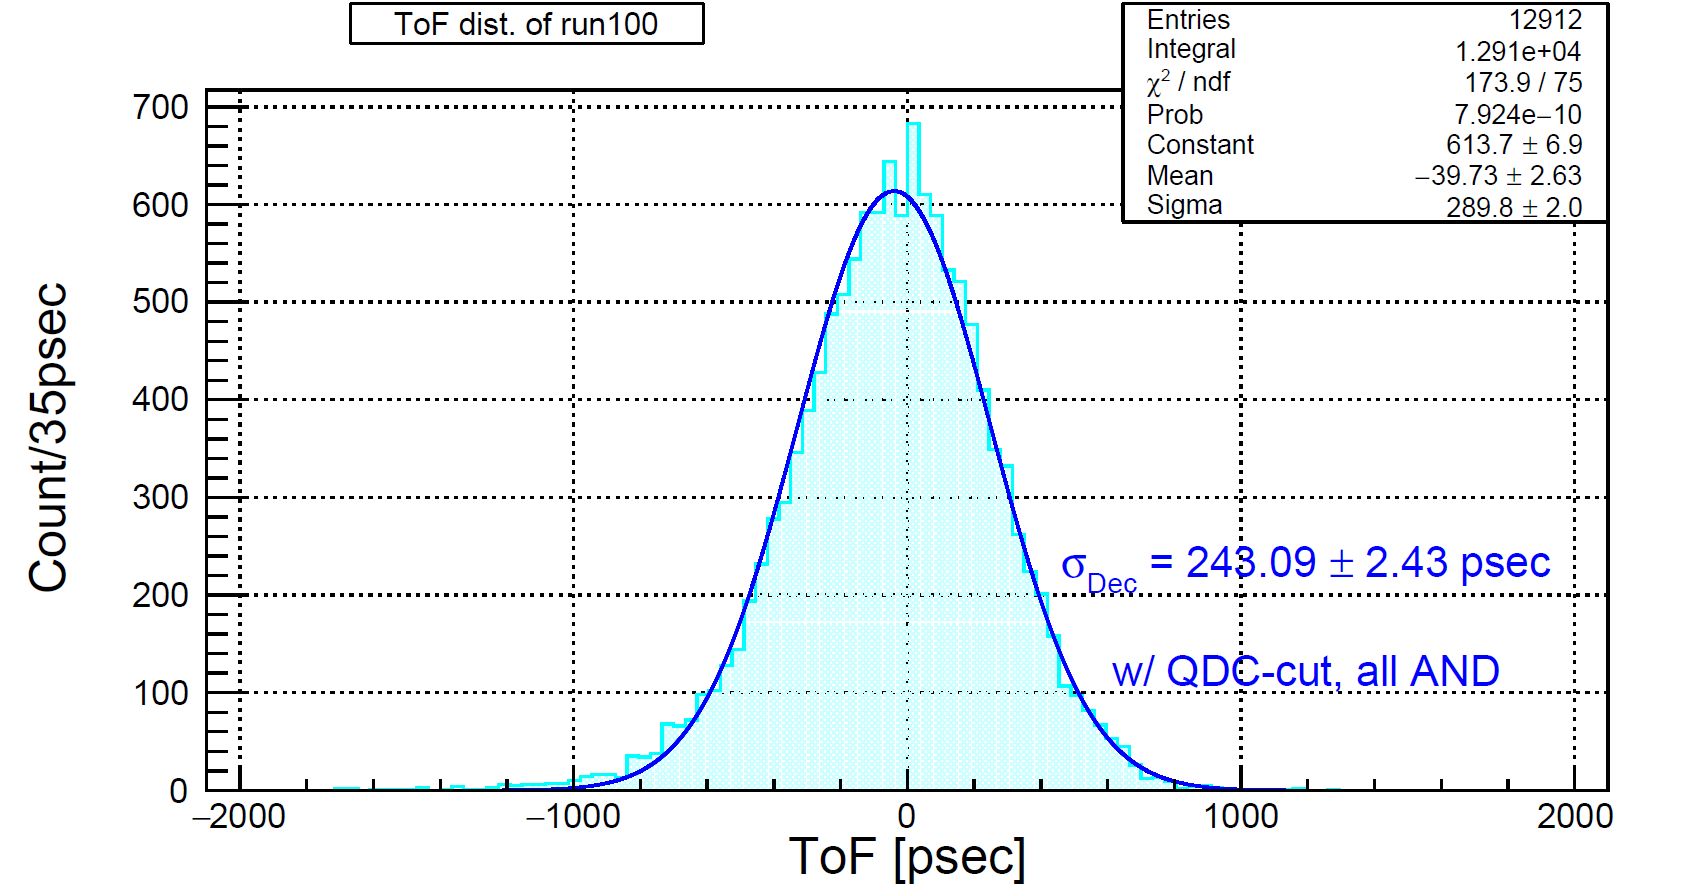 ToF dist. of run100
Entries 12912
Integral 1.291e+04
χ² / ndf 173.9 / 75
Prob 7.924e−10
Constant 613.7 ± 6.9
Mean −39.73 ± 2.63
Sigma 289.8 ± 2.0
Count/35psec
700
600
500
400
300
200
100
0
σDec = 243.09 ± 2.43 psec
w/ QDC-cut, all AND
−2000 −1000 0 1000 2000
ToF [psec]